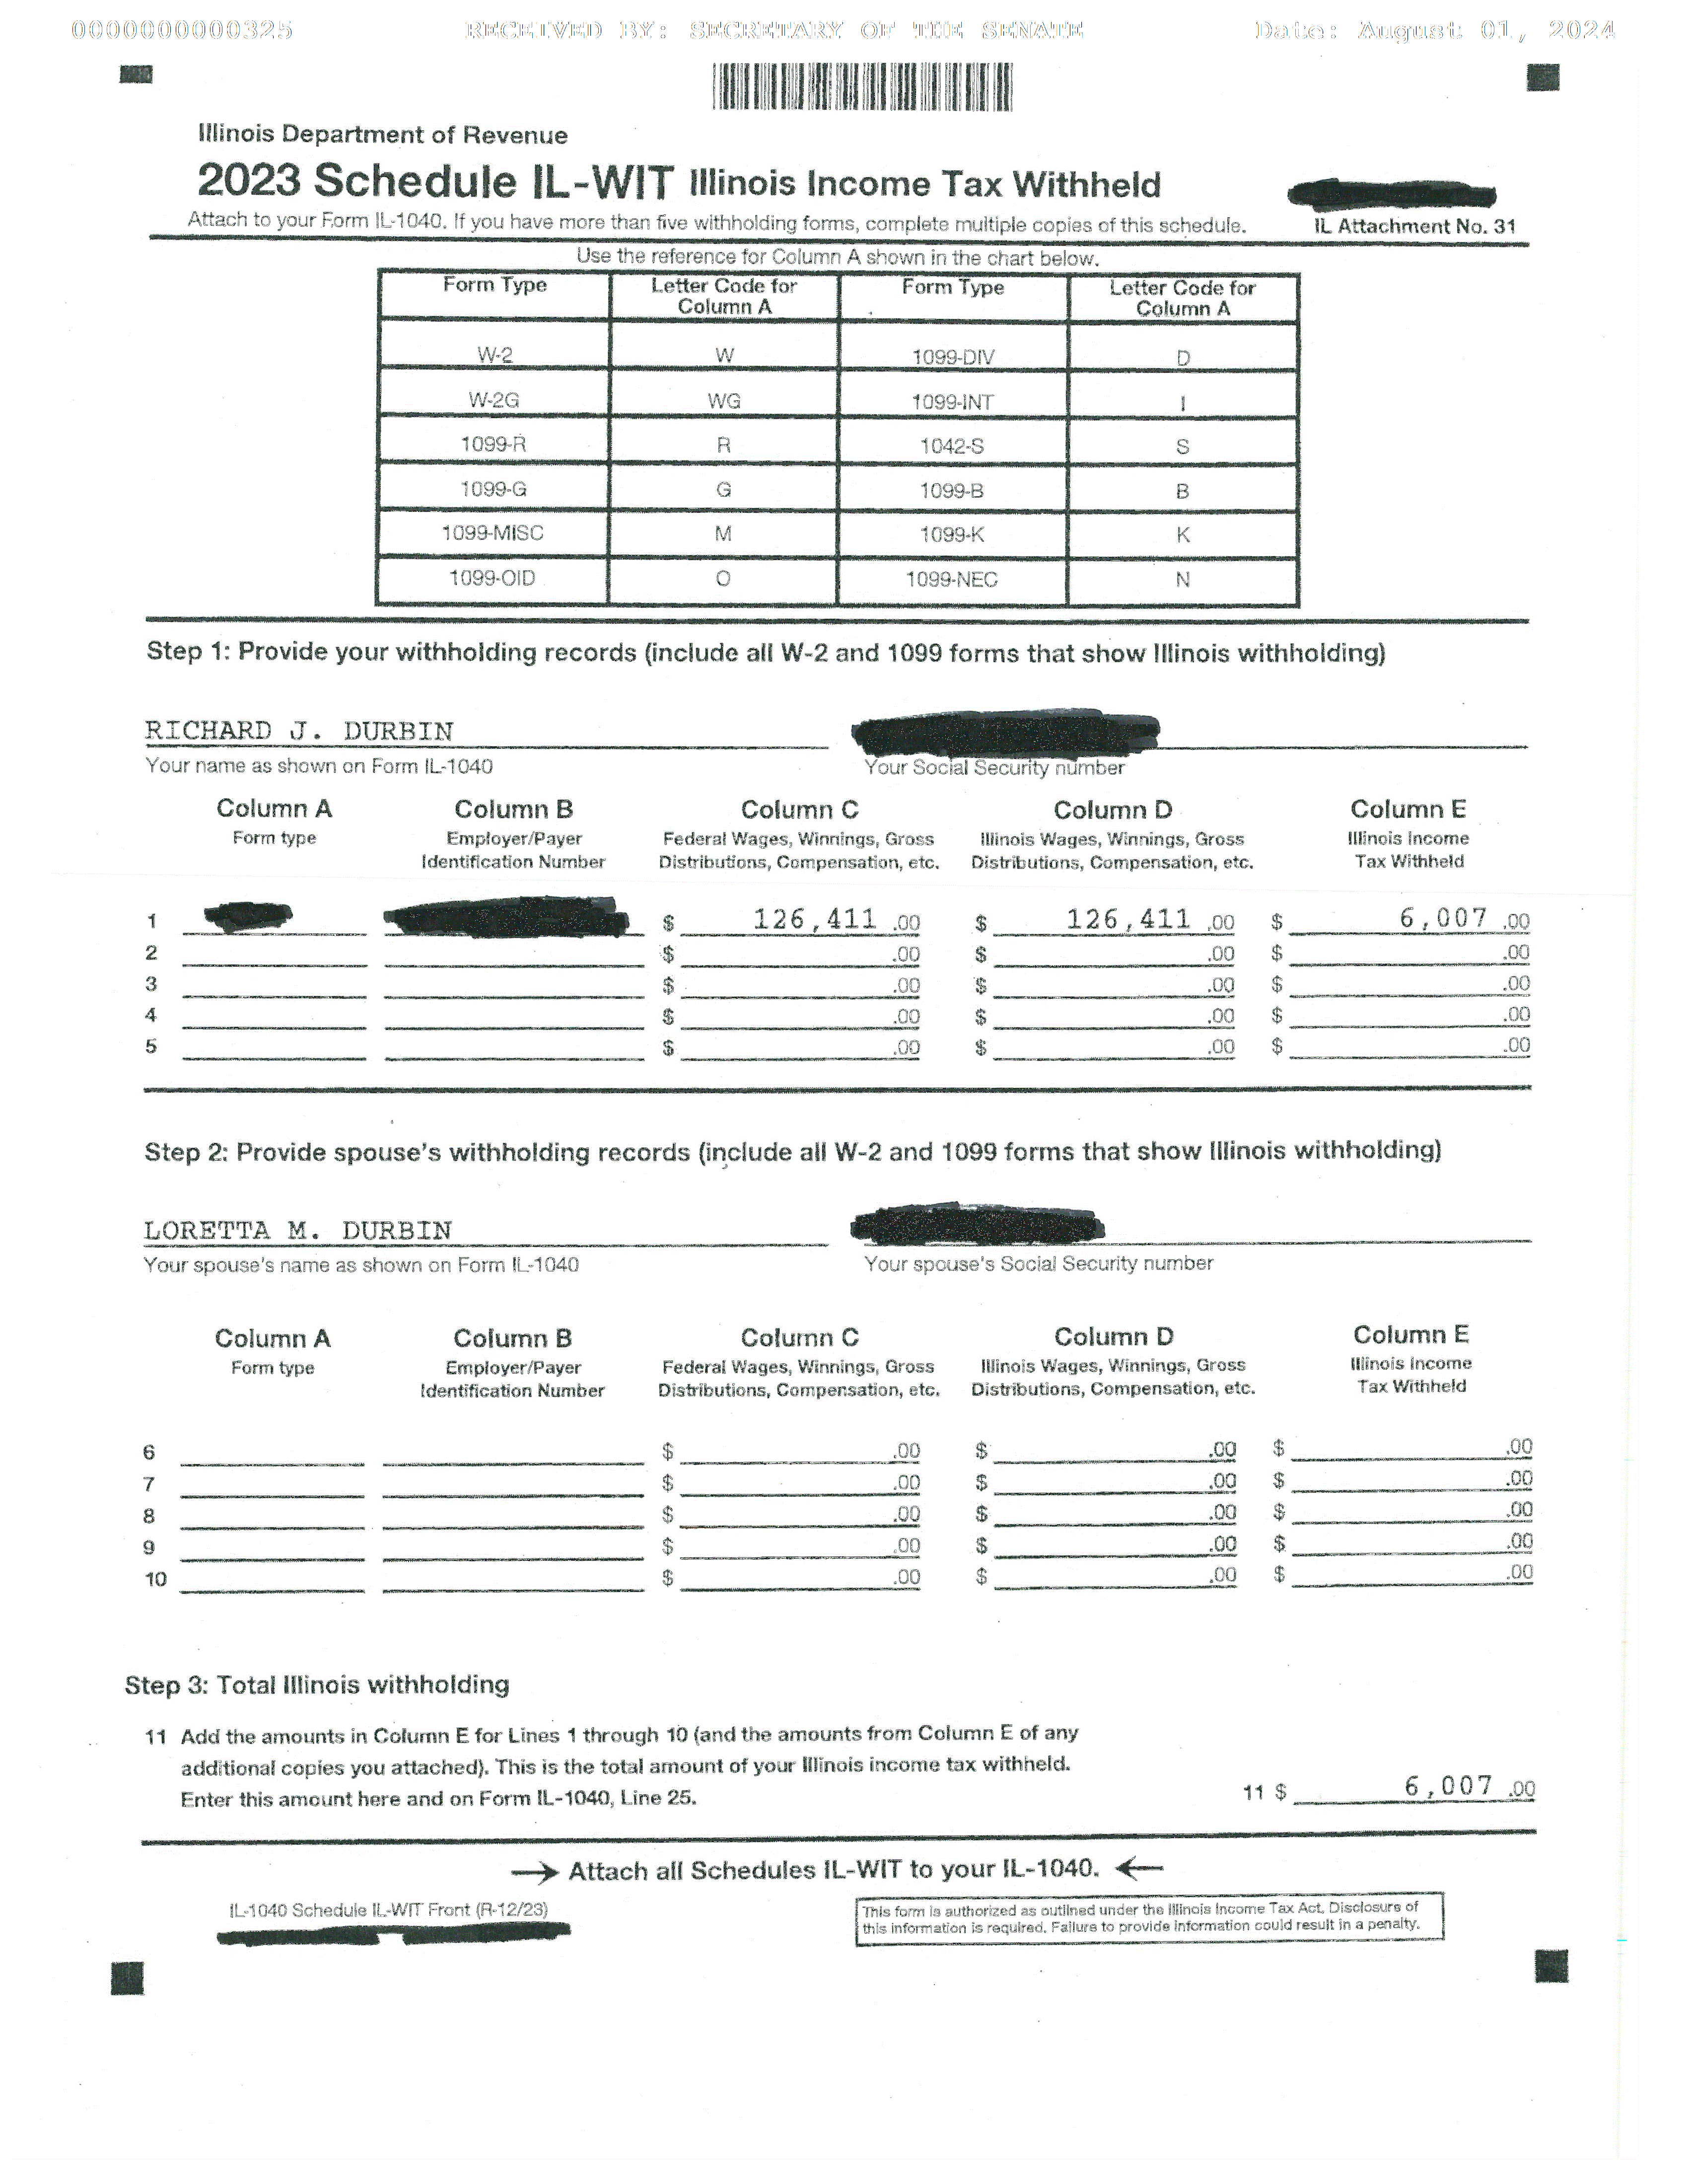 0000000000325 RECEIVED BY: SECRETARY OF THE SENATE Date: August 01, 2024
Illinois Department of Revenue
2023 Schedule IL-WIT Illinois Income Tax Withheld
Attach to your Form IL-1040. If you have more than five withholding forms, complete multiple copies of this schedule. IL Attachment No. 31
Use the reference for Column A shown in the chart below.
Form Type Letter Code for Column A Form Type Letter Code for Column A
W-2 W 1099-DIV D
W-2G WG 1099-INT I
1099-R R 1042-S S
1099-G G 1099-B B
1099-MISC M 1099-K K
1099-OID O 1099-NEC N
Step 1: Provide your withholding records (include all W-2 and 1099 forms that show Illinois withholding)
RICHARD J. DURBIN
Your name as shown on Form IL-1040 Your Social Security number
Column A Column B Column C Column D Column E
Form type Employer/Payer Federal Wages, Winnings, Gross Illinois Wages, Winnings, Gross Illinois Income
Identification Number Distributions, Compensation, etc. Distributions, Compensation, etc. Tax Withheld
1 $ 126,411 .00 $ 126,411 .00 $ 6,007 .00
2 $ .00 $ .00 $ .00
3 $ .00 $ .00 $ .00
4 $ .00 $ .00 $ .00
5 $ .00 $ .00 $ .00
Step 2: Provide spouse's withholding records (include all W-2 and 1099 forms that show Illinois withholding)
LORETTA M. DURBIN
Your spouse's name as shown on Form IL-1040 Your spouse's Social Security number
Column A Column B Column C Column D Column E
Form type Employer/Payer Federal Wages, Winnings, Gross Illinois Wages, Winnings, Gross Illinois Income
Identification Number Distributions, Compensation, etc. Distributions, Compensation, etc. Tax Withheld
6 $ .00 $ .00 $ .00
7 $ .00 $ .00 $ .00
8 $ .00 $ .00 $ .00
9 $ .00 $ .00 $ .00
10 $ .00 $ .00 $ .00
Step 3: Total Illinois withholding
11 Add the amounts in Column E for Lines 1 through 10 (and the amounts from Column E of any
additional copies you attached). This is the total amount of your Illinois income tax withheld.
Enter this amount here and on Form IL-1040, Line 25. 11 $ 6,007 .00
→ Attach all Schedules IL-WIT to your IL-1040. ←
IL-1040 Schedule IL-WIT Front (R-12/23)
This form is authorized as outlined under the Illinois Income Tax Act. Disclosure of
this information is required. Failure to provide information could result in a penalty.